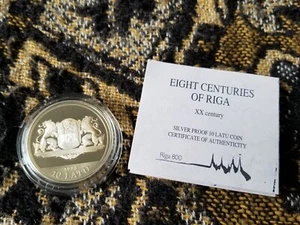 10 LATU
EIGHT CENTURIES
OF RIGA
XX century
SILVER PROOF 10 LATU COIN
CERTIFICATE OF AUTHENTICITY
Riga 800